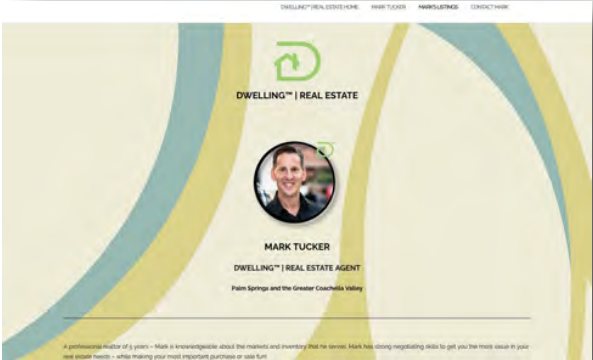 DWELLING™ | REAL ESTATE HOME MARK TUCKER MARK'S LISTINGS CONTACT MARK
DWELLING™ | REAL ESTATE
MARK TUCKER
DWELLING™ | REAL ESTATE AGENT
Palm Springs and the Greater Coachella Valley
A professional realtor of 5 years – Mark is knowledgeable about the markets and inventory that he serves. Mark has strong negotiating skills to get you the most value in your
real estate needs – while making your most important purchase or sale fun!